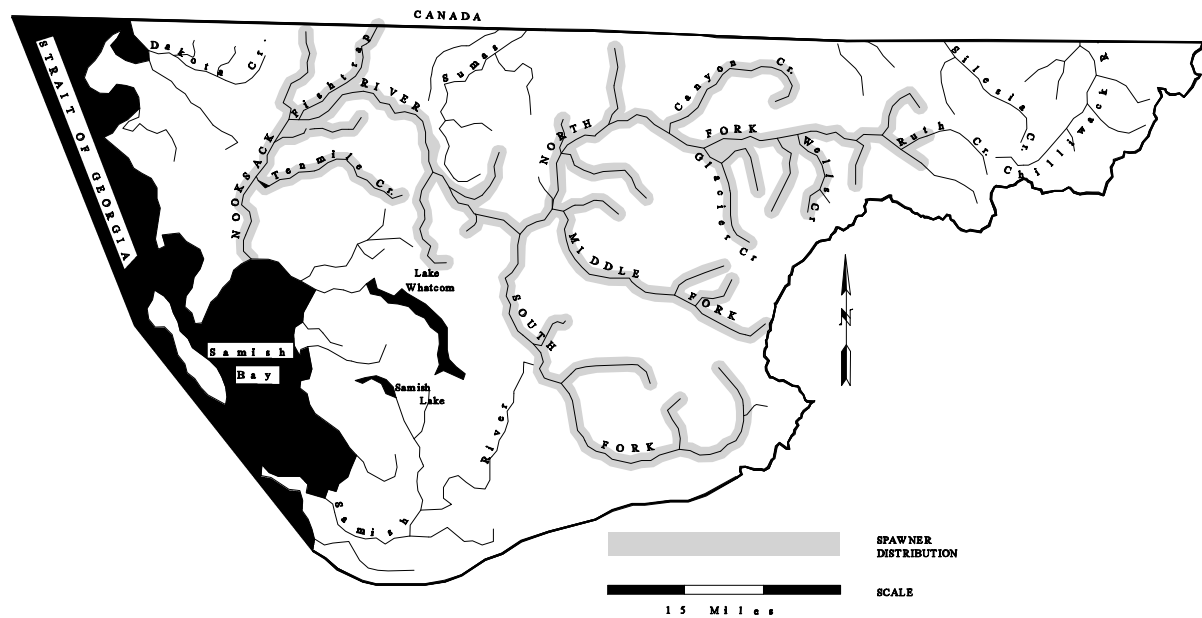 CANADA
STRAIT OF GEORGIA
Dakota Cr.
Fishtrap
Sumas
RIVER
NOOKSACK
Tenmile Cr.
NORTH
FORK
Canyon Cr.
Glacier Cr
Wells Cr
Ruth Cr.
Silesia Cr.
Chillywack R
MIDDLE
FORK
Lake
Whatcom
SOUTH
FORK
Samish
Bay
Samish
Lake
Samish
River
N
SPAWNER
DISTRIBUTION
SCALE
15 Miles